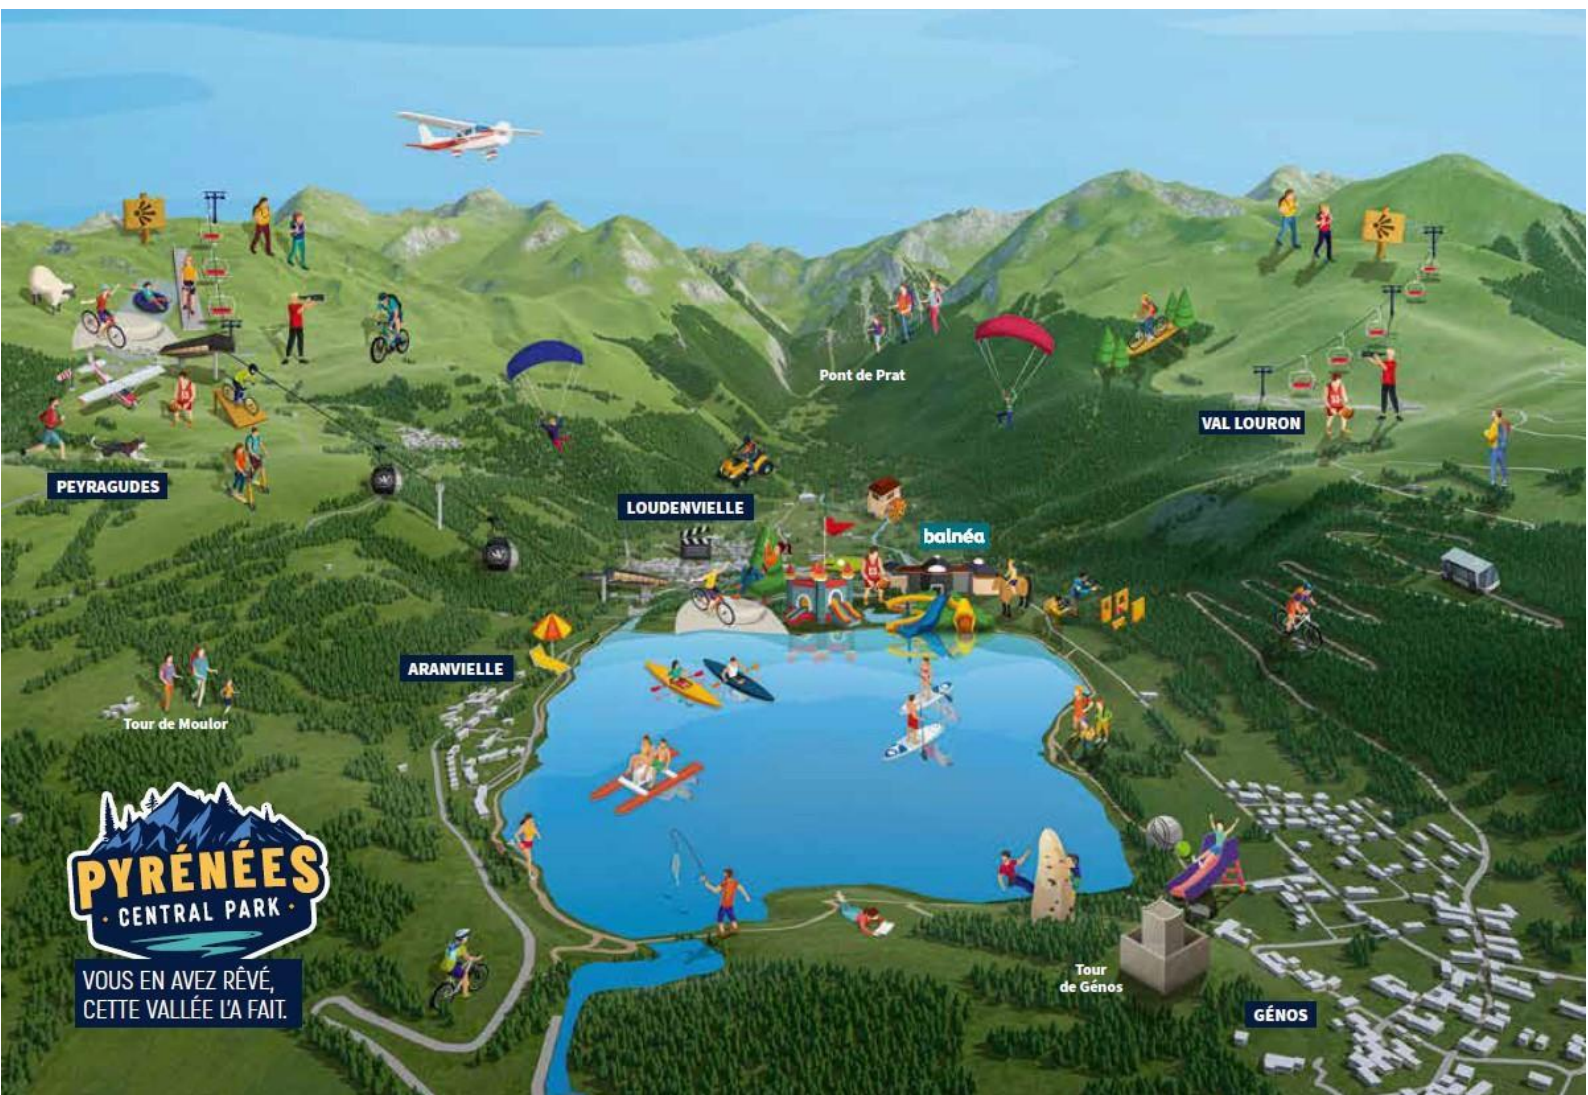 Pont de Prat
VAL LOURON
PEYRAGUDES
LOUDENVIELLE
balnéa
ARANVIELLE
Tour de Moulor
PYRÉNÉES
· CENTRAL PARK ·
VOUS EN AVEZ RÊVÉ,
CETTE VALLÉE L'A FAIT.
Tour
de Génos
GÉNOS